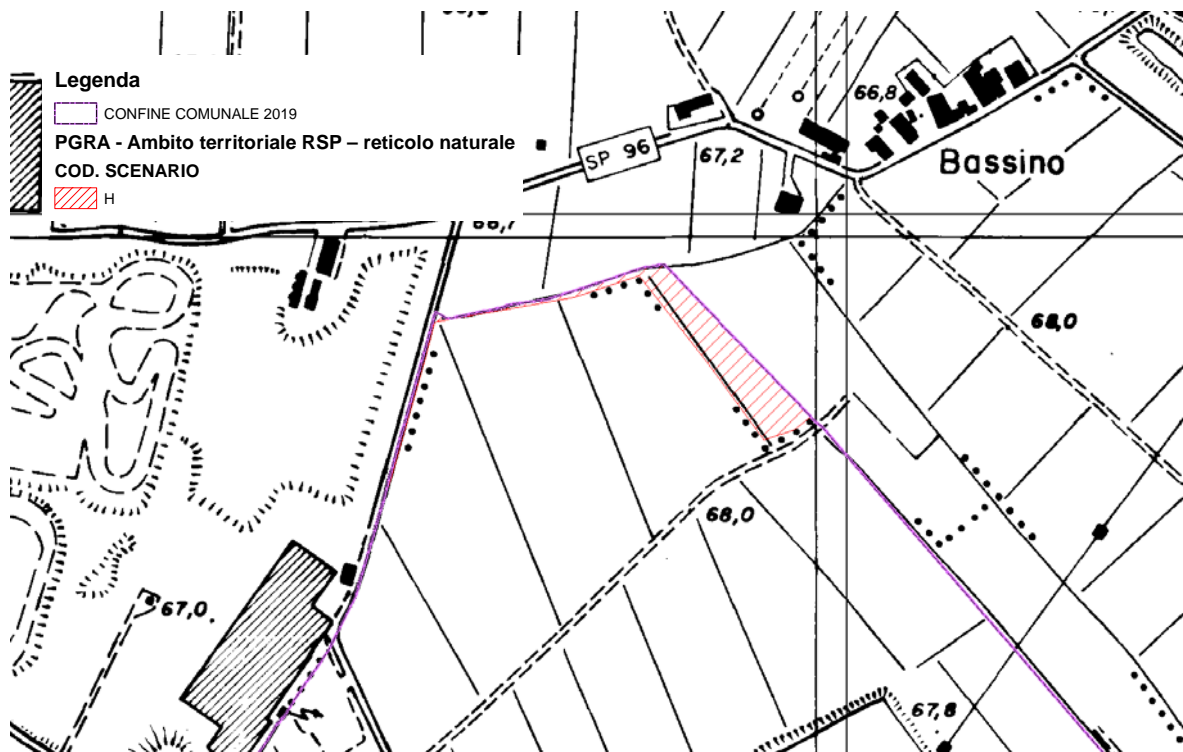 Legenda
CONFINE COMUNALE 2019
PGRA - Ambito territoriale RSP – reticolo naturale
COD. SCENARIO
H
SP 96
67,2
66,8
Bassino
68,0
68,0
67,0.
67,8